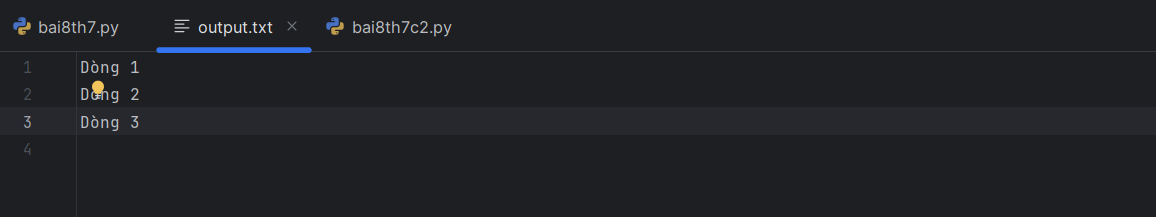 bai8th7.py output.txt bai8th7c2.py
1 Dòng 1
2 Dòng 2
3 Dòng 3
4